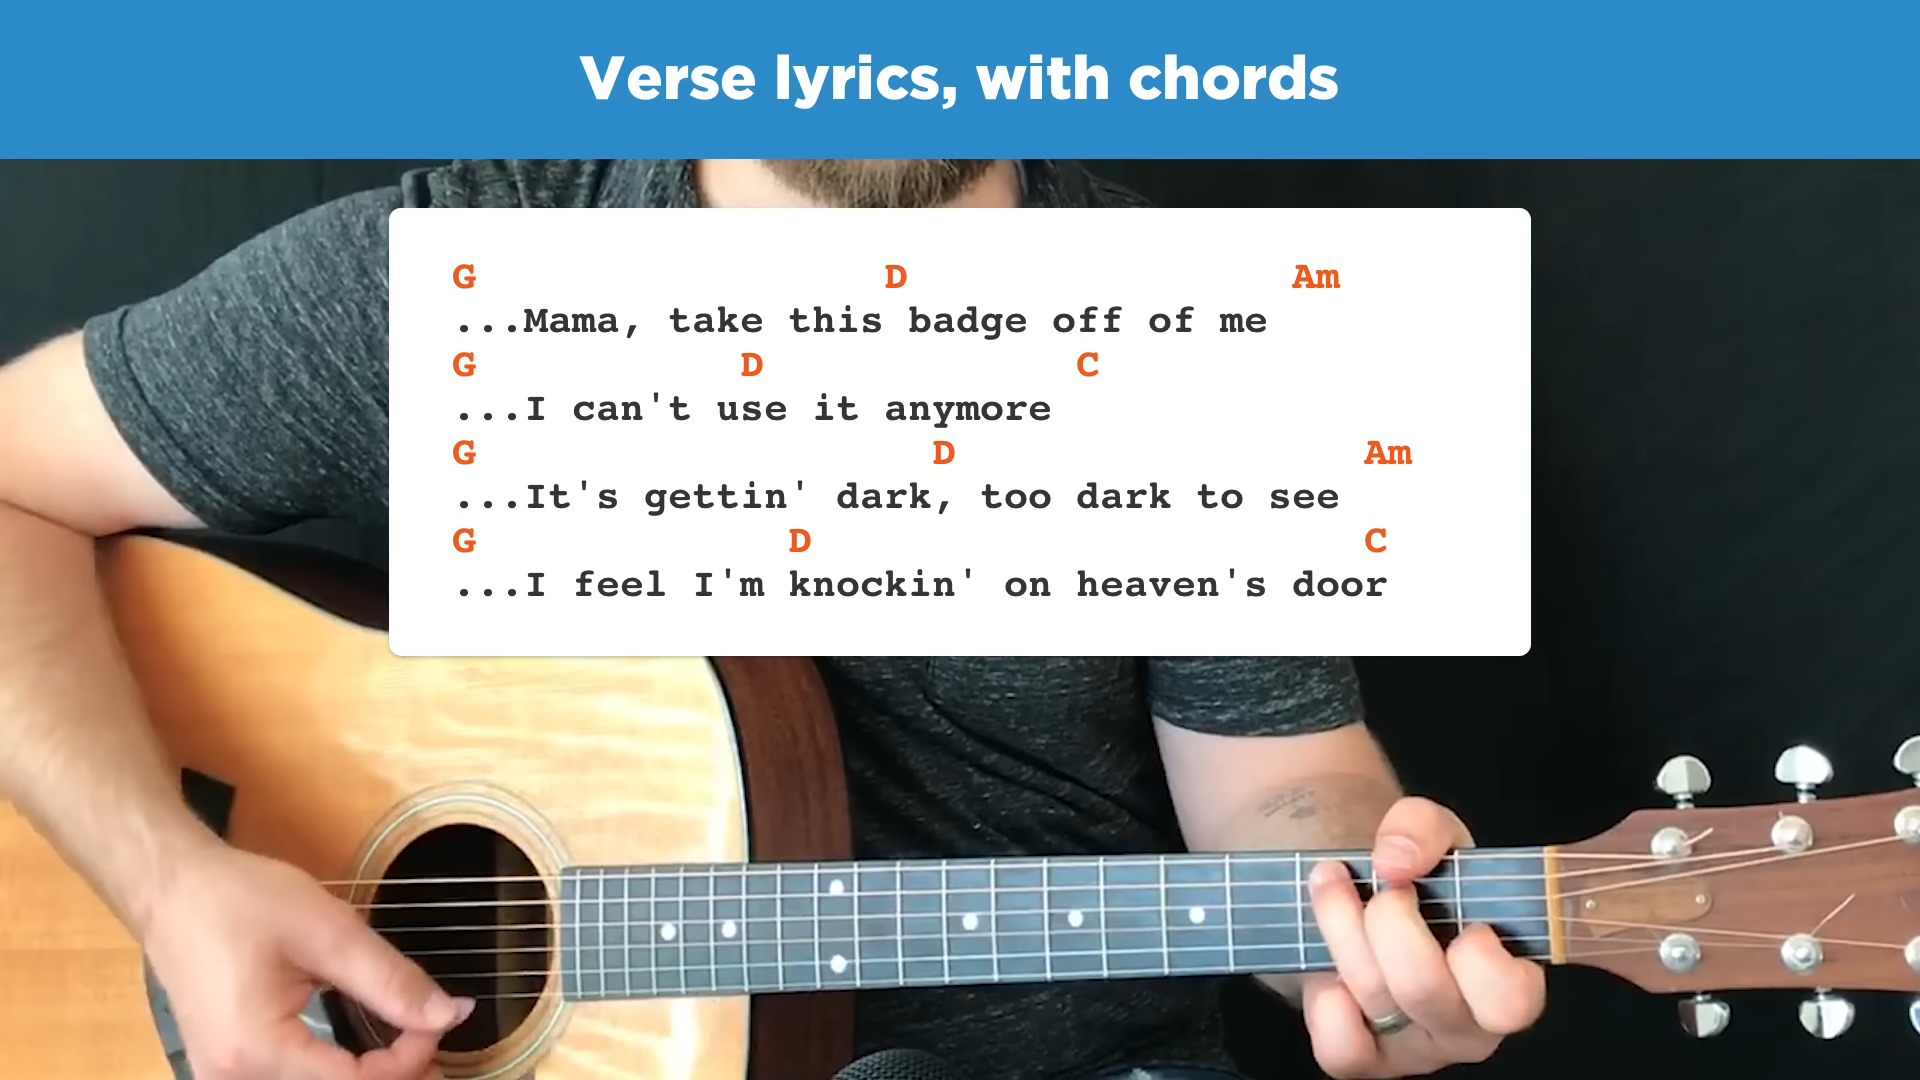 Verse lyrics, with chords
G D Am
...Mama, take this badge off of me
G D C
...I can't use it anymore
G D Am
...It's gettin' dark, too dark to see
G D C
...I feel I'm knockin' on heaven's door